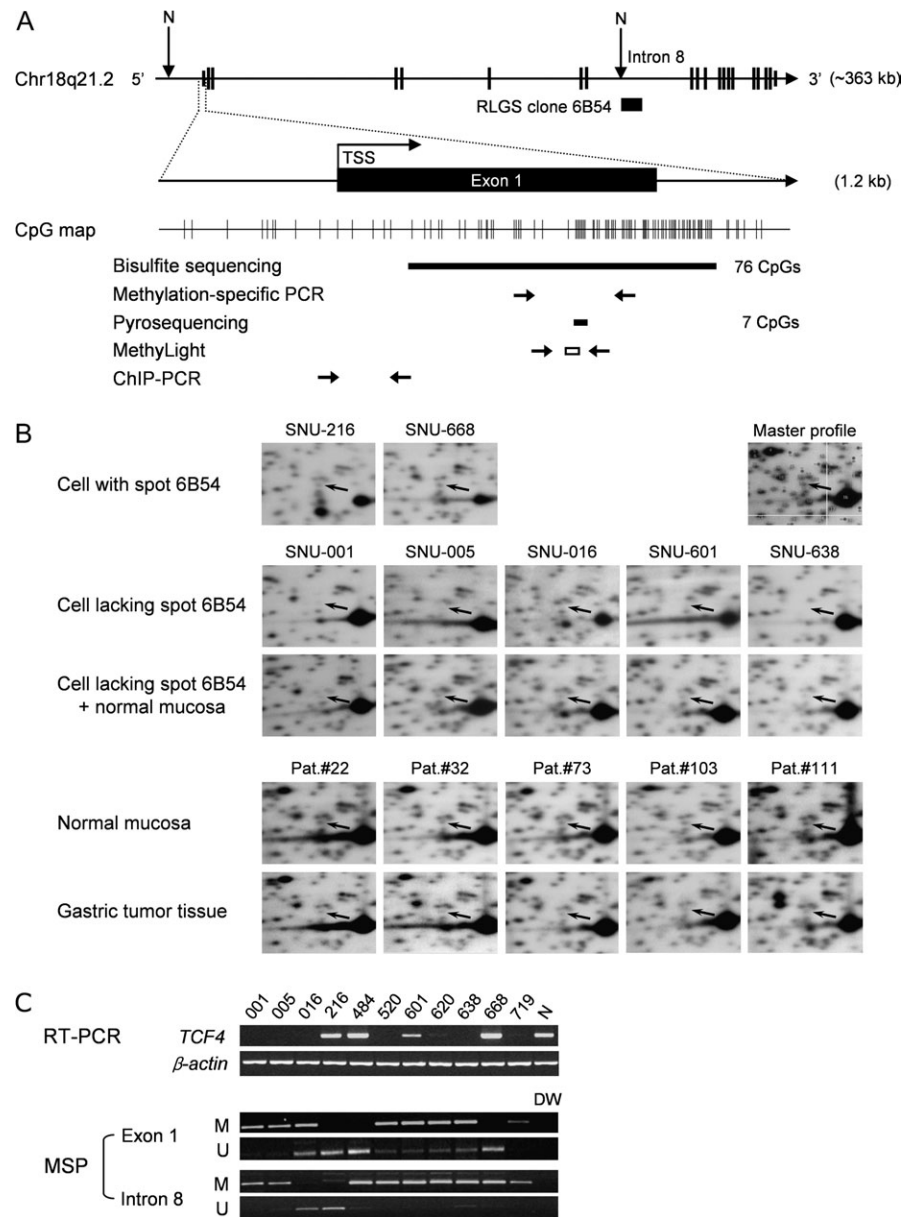 A
N
N
Chr18q21.2 5’ Intron 8 3’ (~363 kb)
RLGS clone 6B54
TSS
Exon 1 (1.2 kb)
CpG map
Bisulfite sequencing 76 CpGs
Methylation-specific PCR
Pyrosequencing 7 CpGs
MethyLight
ChIP-PCR
B
SNU-216 SNU-668 Master profile
Cell with spot 6B54
SNU-001 SNU-005 SNU-016 SNU-601 SNU-638
Cell lacking spot 6B54
Cell lacking spot 6B54
+ normal mucosa
Pat.#22 Pat.#32 Pat.#73 Pat.#103 Pat.#111
Normal mucosa
Gastric tumor tissue
C
001 005 016 216 484 520 601 620 638 668 719 N
RT-PCR TCF4
β-actin
DW
MSP
Exon 1 M
U
Intron 8 M
U